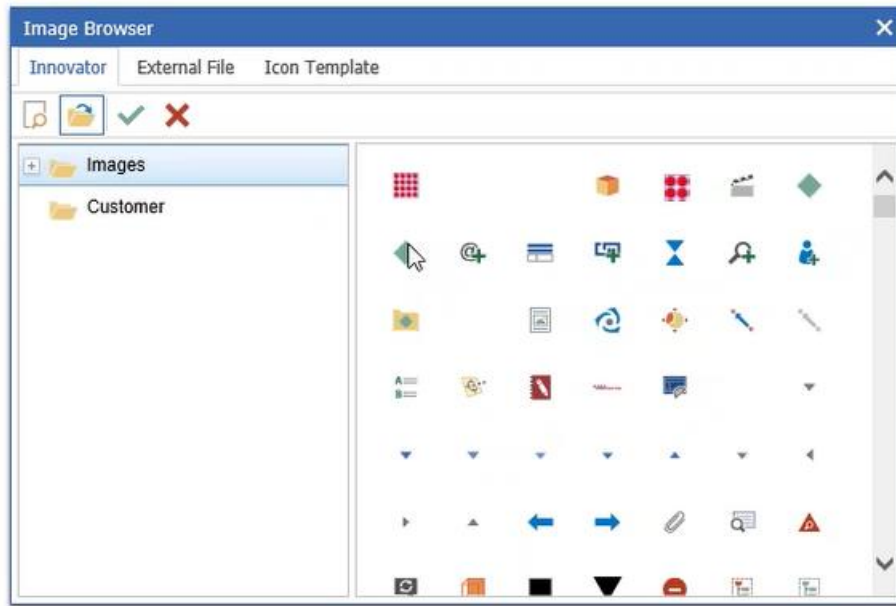 Image Browser
Innovator External File Icon Template
Images
Customer